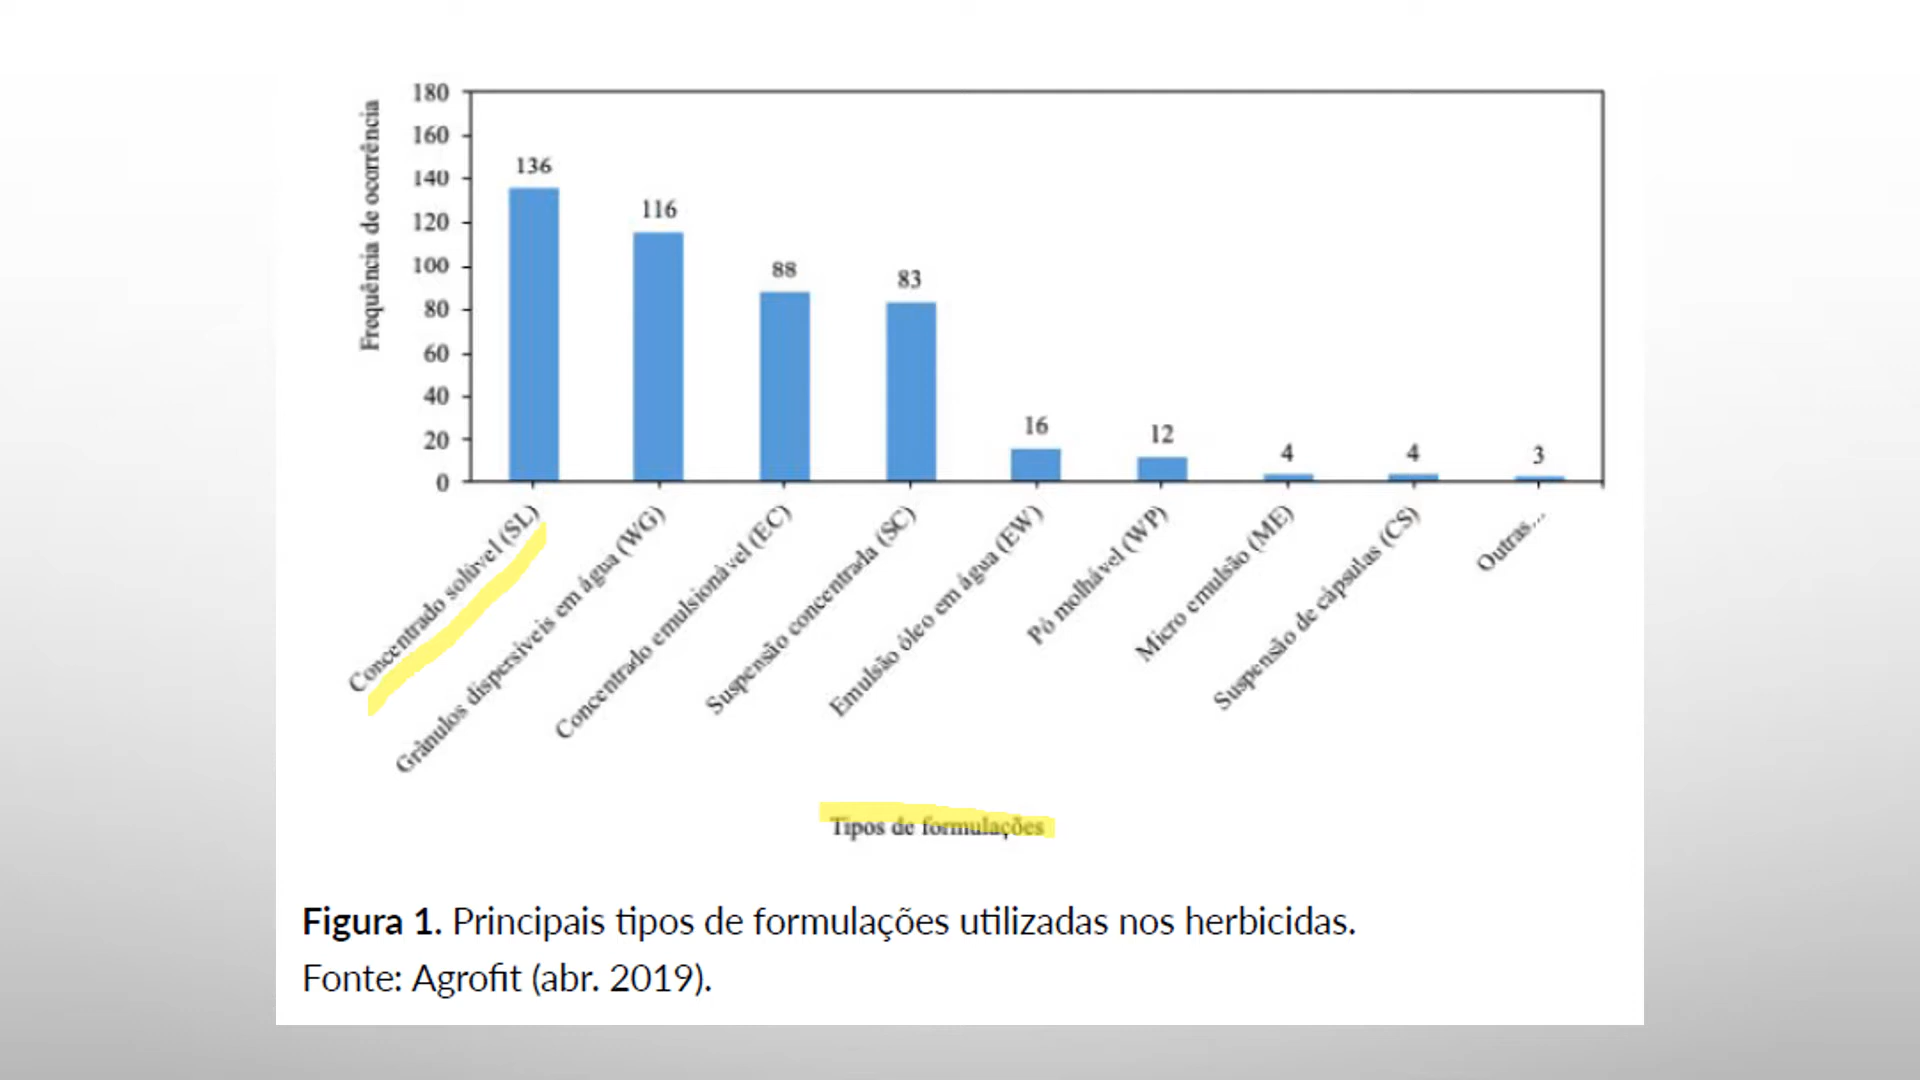 Frequência de ocorrência
180
160
140
120
100
80
60
40
20
0
136
116
88
83
16
12
4
4
3
Concentrado solúvel (SL)
Grânulos dispersíveis em água (WG)
Concentrado emulsionável (EC)
Suspensão concentrada (SC)
Emulsão óleo em água (EW)
Pó molhável (WP)
Micro emulsão (ME)
Suspensão de cápsulas (CS)
Outras...
Tipos de formulações
Figura 1. Principais tipos de formulações utilizadas nos herbicidas.
Fonte: Agrofit (abr. 2019).